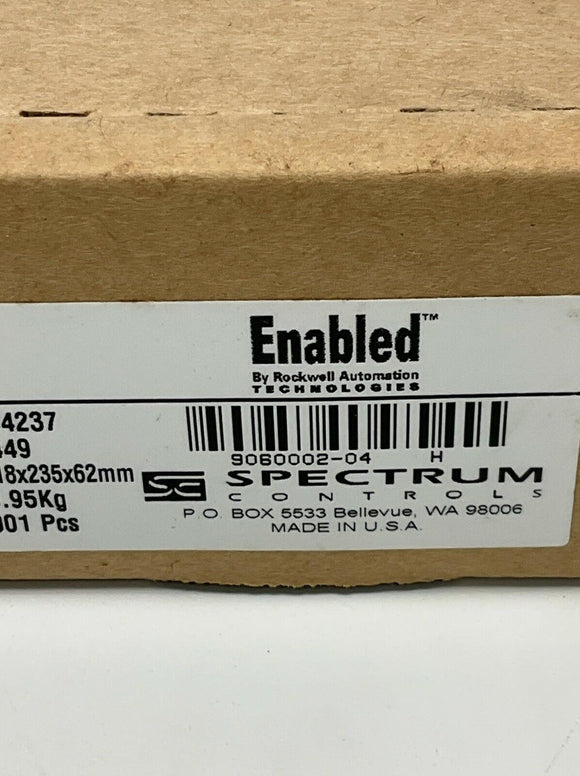 Enabled™
By Rockwell Automation
TECHNOLOGIES
4237
49
18x235x62mm
.95Kg
001 Pcs
9060002-04 H
SC SPECTRUM
CONTROLS
P.O. BOX 5533 Bellevue, WA 98006
MADE IN U.S.A.